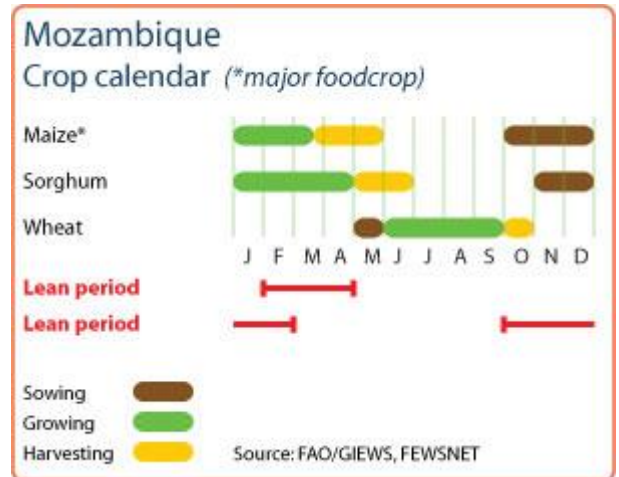 Mozambique
Crop calendar (*major foodcrop)
Maize*
Sorghum
Wheat
J F M A M J J A S O N D
Lean period
Lean period
Sowing
Growing
Harvesting
Source: FAO/GIEWS, FEWSNET